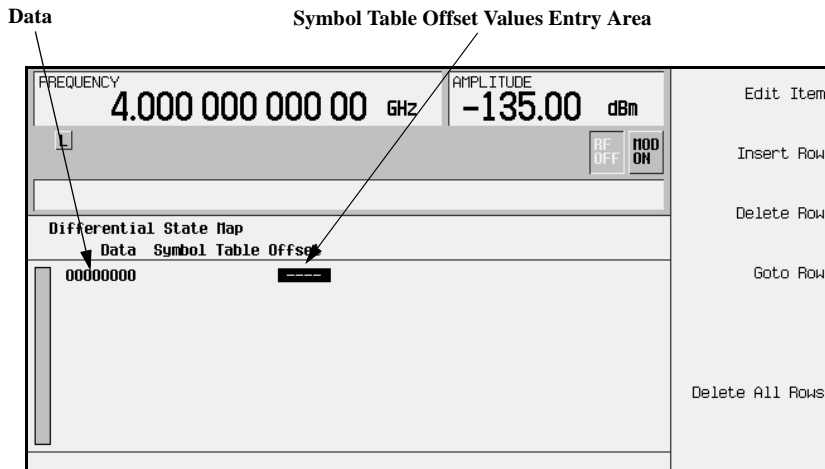 Data
Symbol Table Offset Values Entry Area
FREQUENCY
4.000 000 000 00 GHz
AMPLITUDE
-135.00 dBm
L
RF OFF
MOD ON
Differential State Map
Data Symbol Table Offset
00000000 ----
Edit Item
Insert Row
Delete Row
Goto Row
Delete All Rows